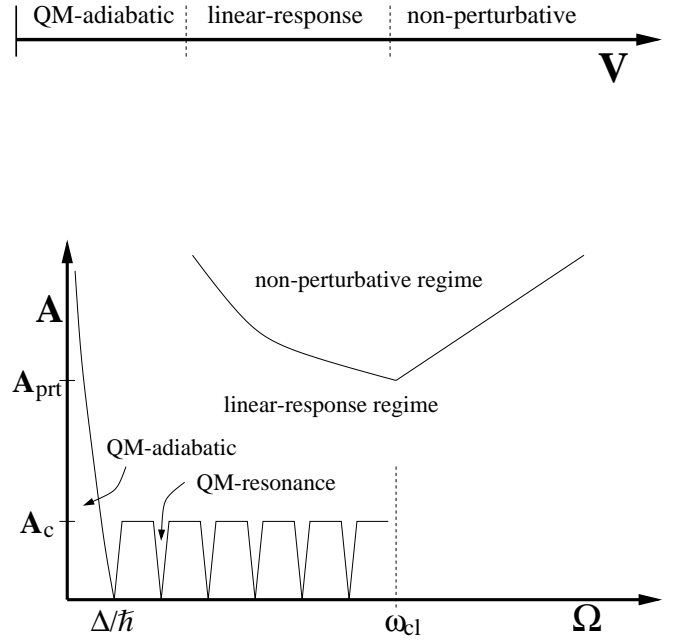 QM-adiabatic linear-response non-perturbative
V
non-perturbative regime
A
A_prt
linear-response regime
QM-adiabatic
QM-resonance
A_c
Δ/ħ ω_cl Ω